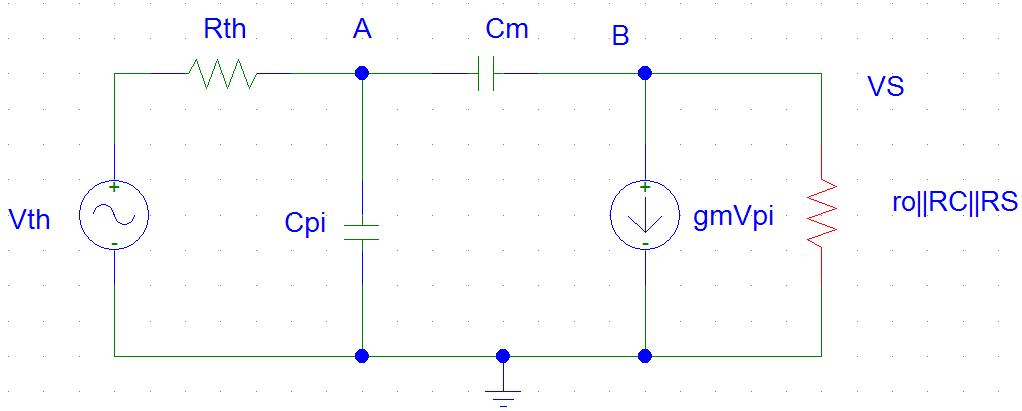 Rth
A
Cm
B
VS
Vth
+
-
Cpi
+
-
gmVpi
ro||RC||RS